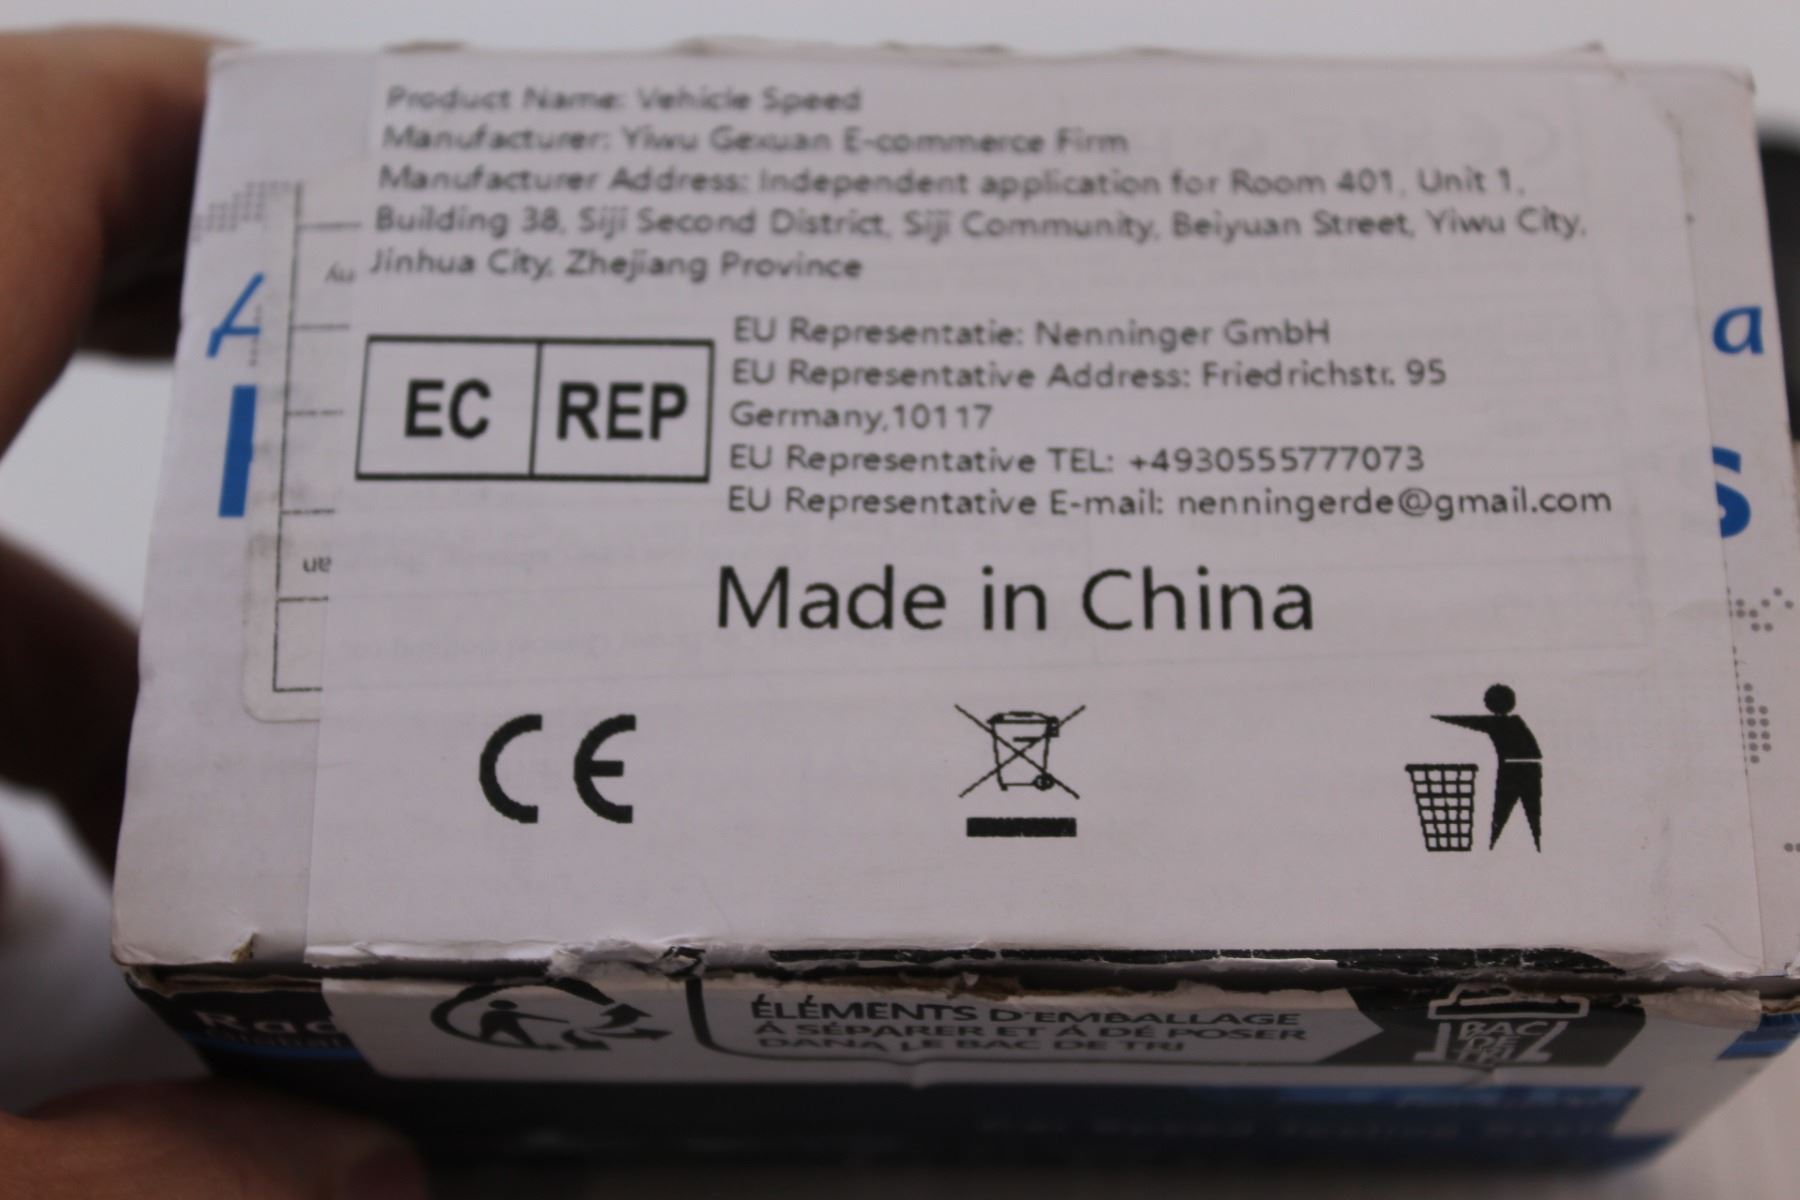 Product Name: Vehicle Speed
Manufacturer: Yiwu Gexuan E-commerce Firm
Manufacturer Address: Independent application for Room 401, Unit 1,
Building 38, Siji Second District, Siji Community, Beiyuan Street, Yiwu City,
Jinhua City, Zhejiang Province
EC REP
EU Representatie: Nenninger GmbH
EU Representative Address: Friedrichstr. 95
Germany,10117
EU Representative TEL: +4930555777073
EU Representative E-mail: nenningerde@gmail.com
Made in China
CE
ÉLÉMENTS D'EMBALLAGE
À SÉPARER ET À DÉ POSER
DANA LE BAC DE TRI
BAC
DE
TRI